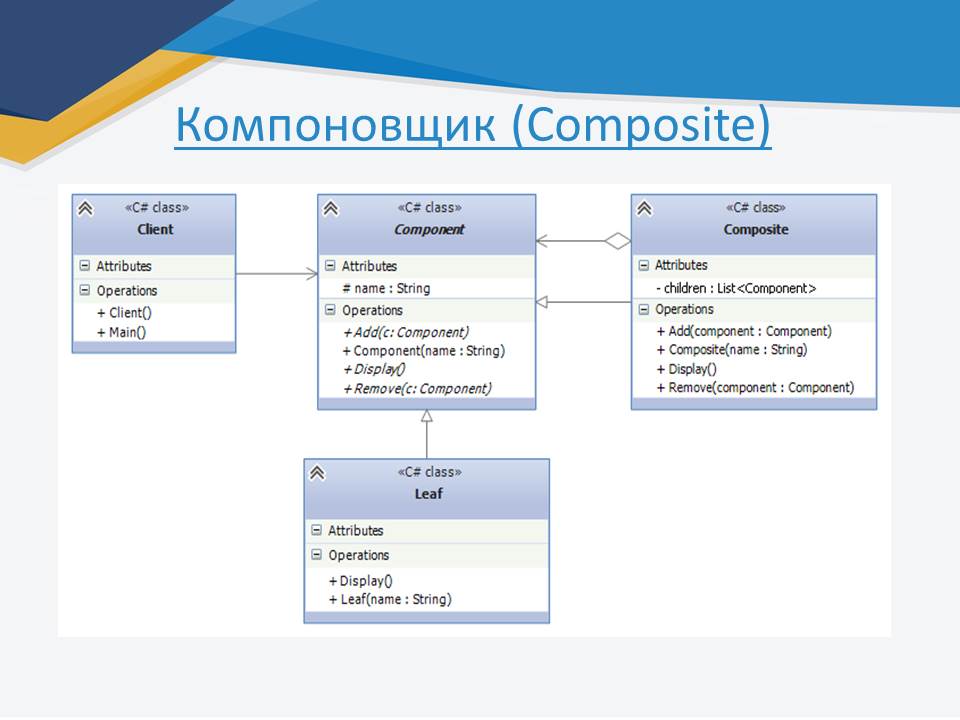 Компоновщик (Composite)
«C# class»
Client
Attributes
Operations
+ Client()
+ Main()
«C# class»
Component
Attributes
# name : String
Operations
+ Add(c: Component)
+ Component(name : String)
+ Display()
+ Remove(c: Component)
«C# class»
Composite
Attributes
- children : List<Component>
Operations
+ Add(component : Component)
+ Composite(name : String)
+ Display()
+ Remove(component : Component)
«C# class»
Leaf
Attributes
Operations
+ Display()
+ Leaf(name : String)